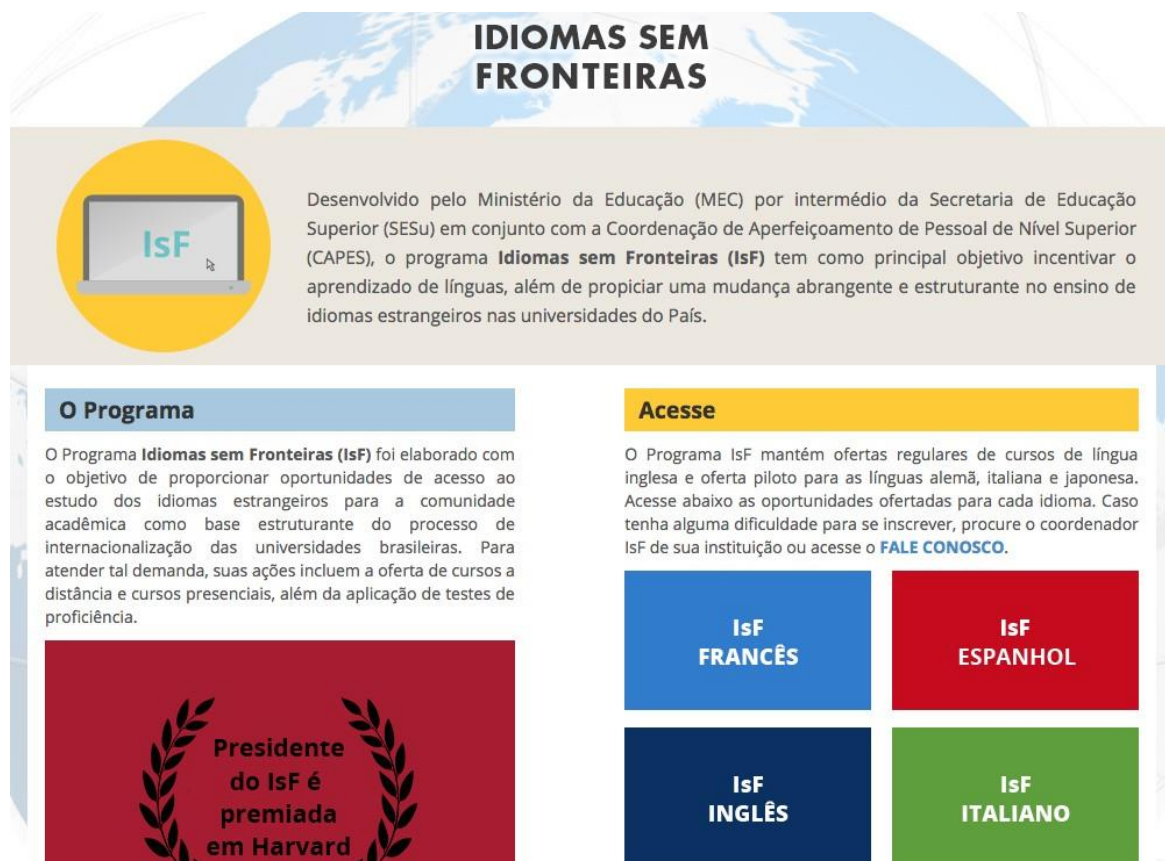 IDIOMAS SEM
FRONTEIRAS
IsF
Desenvolvido pelo Ministério da Educação (MEC) por intermédio da Secretaria de Educação
Superior (SESu) em conjunto com a Coordenação de Aperfeiçoamento de Pessoal de Nível Superior
(CAPES), o programa Idiomas sem Fronteiras (IsF) tem como principal objetivo incentivar o
aprendizado de línguas, além de propiciar uma mudança abrangente e estruturante no ensino de
idiomas estrangeiros nas universidades do País.
O Programa
O Programa Idiomas sem Fronteiras (IsF) foi elaborado com
o objetivo de proporcionar oportunidades de acesso ao
estudo dos idiomas estrangeiros para a comunidade
acadêmica como base estruturante do processo de
internacionalização das universidades brasileiras. Para
atender tal demanda, suas ações incluem a oferta de cursos a
distância e cursos presenciais, além da aplicação de testes de
proficiência.
Presidente
do IsF é
premiada
em Harvard
Acesse
O Programa IsF mantém ofertas regulares de cursos de língua
inglesa e oferta piloto para as línguas alemã, italiana e japonesa.
Acesse abaixo as oportunidades ofertadas para cada idioma. Caso
tenha alguma dificuldade para se inscrever, procure o coordenador
IsF de sua instituição ou acesse o FALE CONOSCO.
IsF
FRANCÊS
IsF
ESPANHOL
IsF
INGLÊS
IsF
ITALIANO